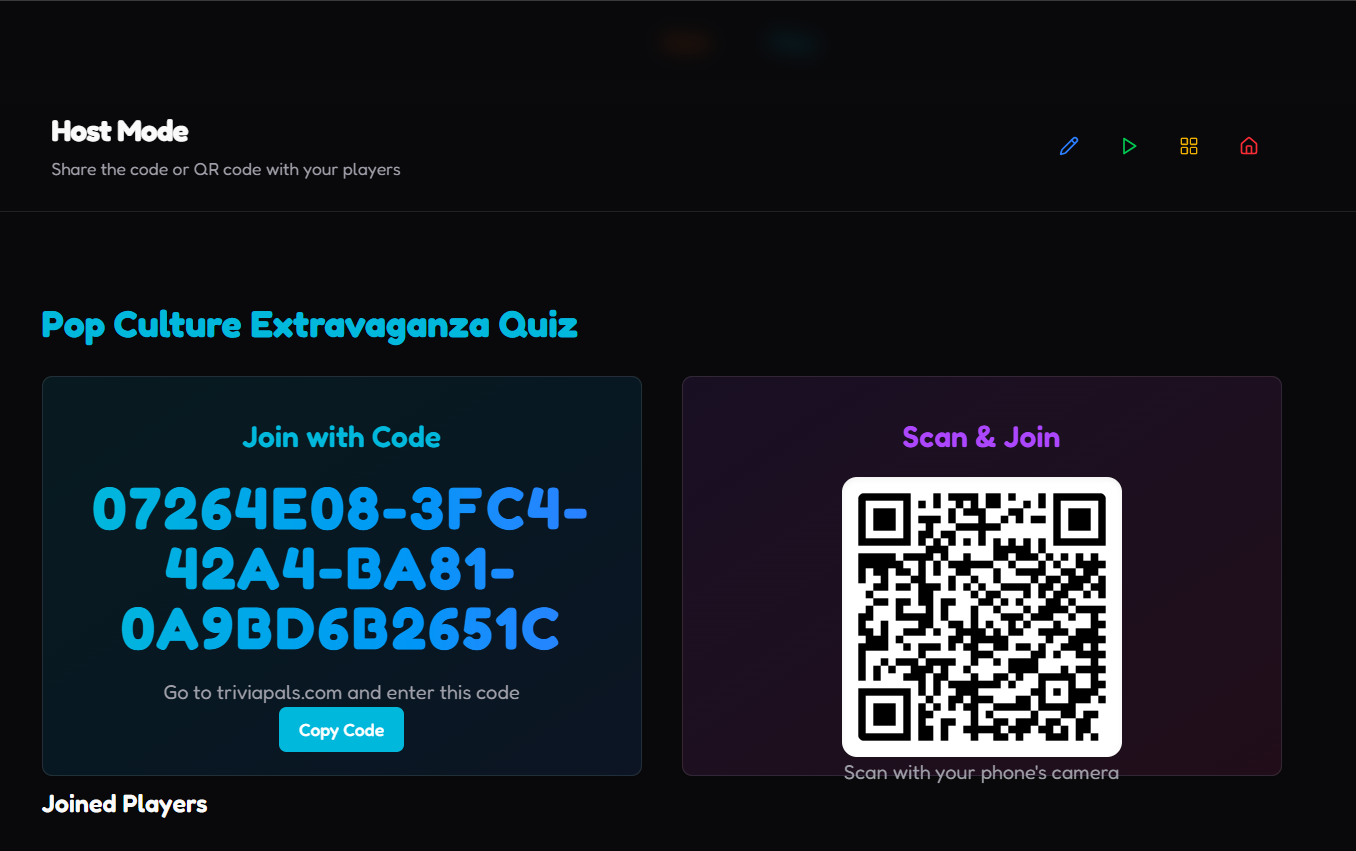 Host Mode
Share the code or QR code with your players
Pop Culture Extravaganza Quiz
Join with Code
07264E08-3FC4-
42A4-BA81-
0A9BD6B2651C
Go to triviapals.com and enter this code
Copy Code
Scan & Join
Scan with your phone's camera
Joined Players